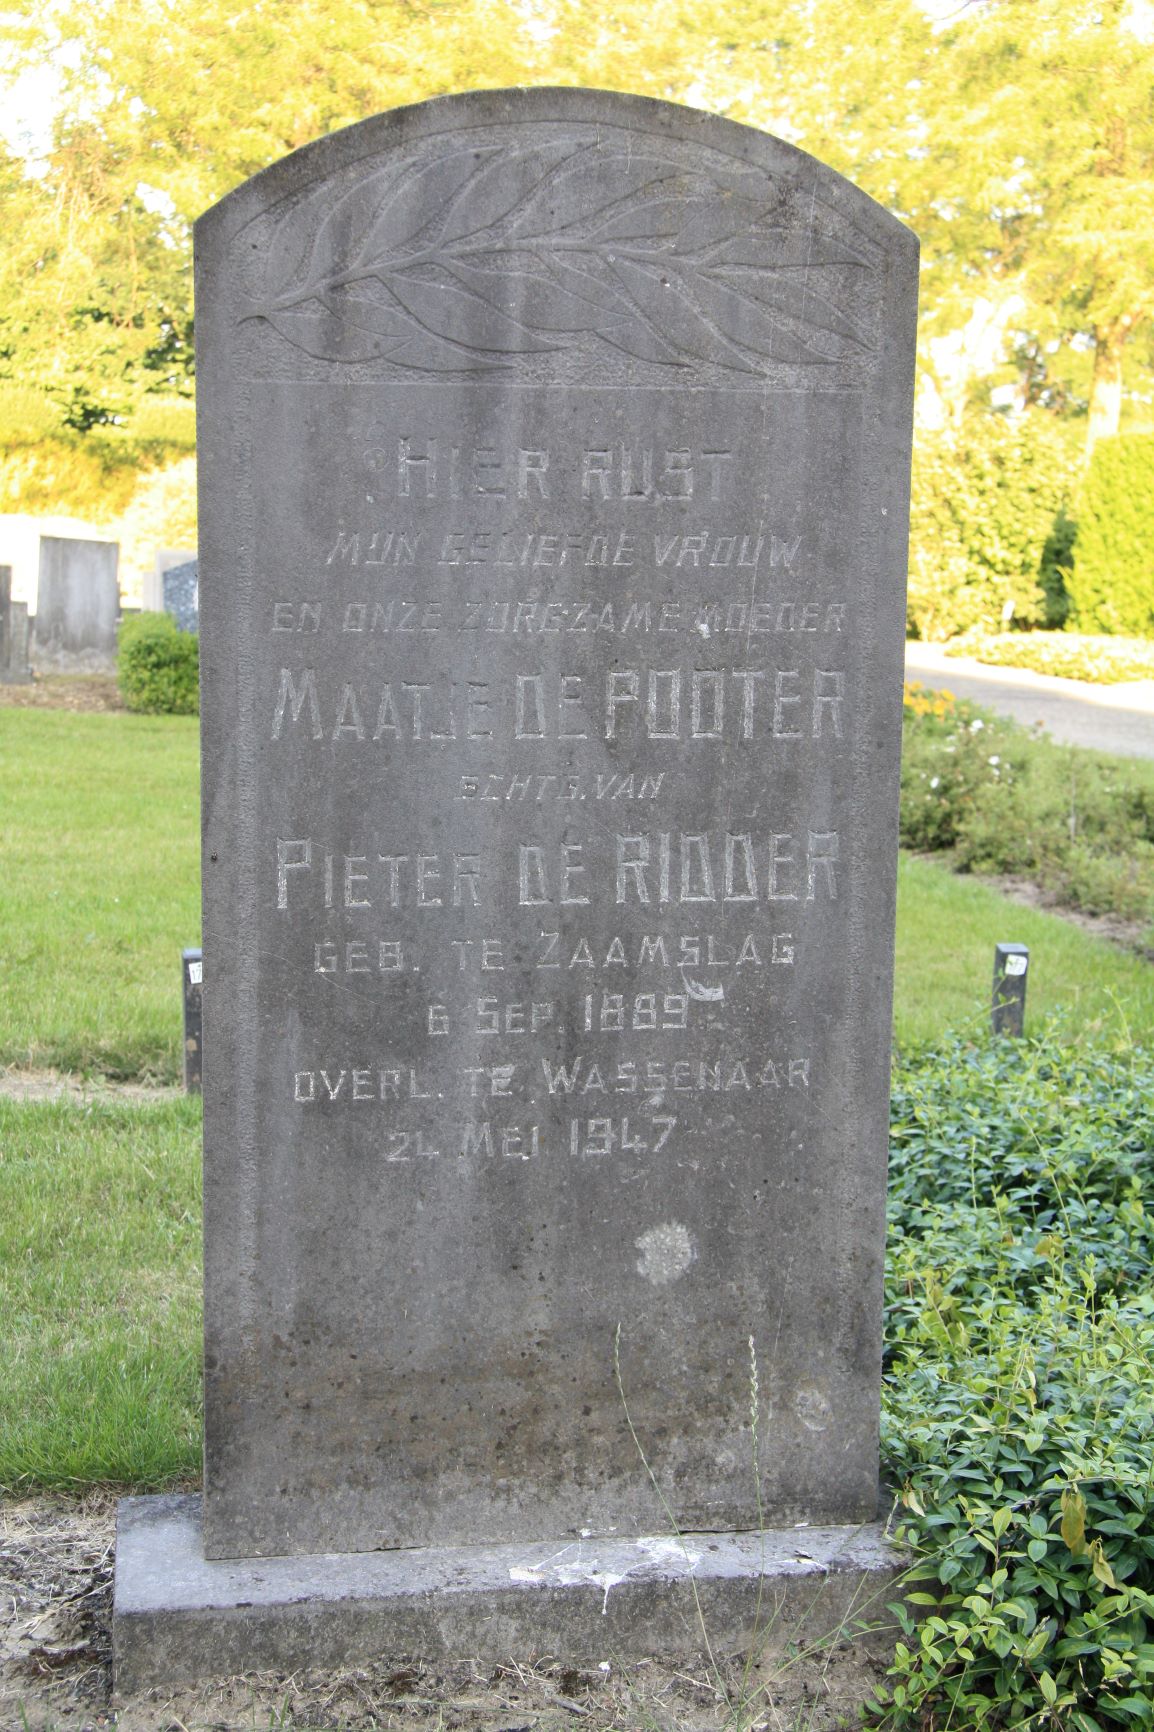 HIER RUST
MIJN GELIEFDE VROUW
EN ONZE ZORGZAME MOEDER
MAATJE DE POOTER
ECHTG. VAN
PIETER DE RIDDER
GEB. TE ZAAMSLAG
6 SEP. 1889
OVERL. TE WASSENAAR
24 MEI 1947